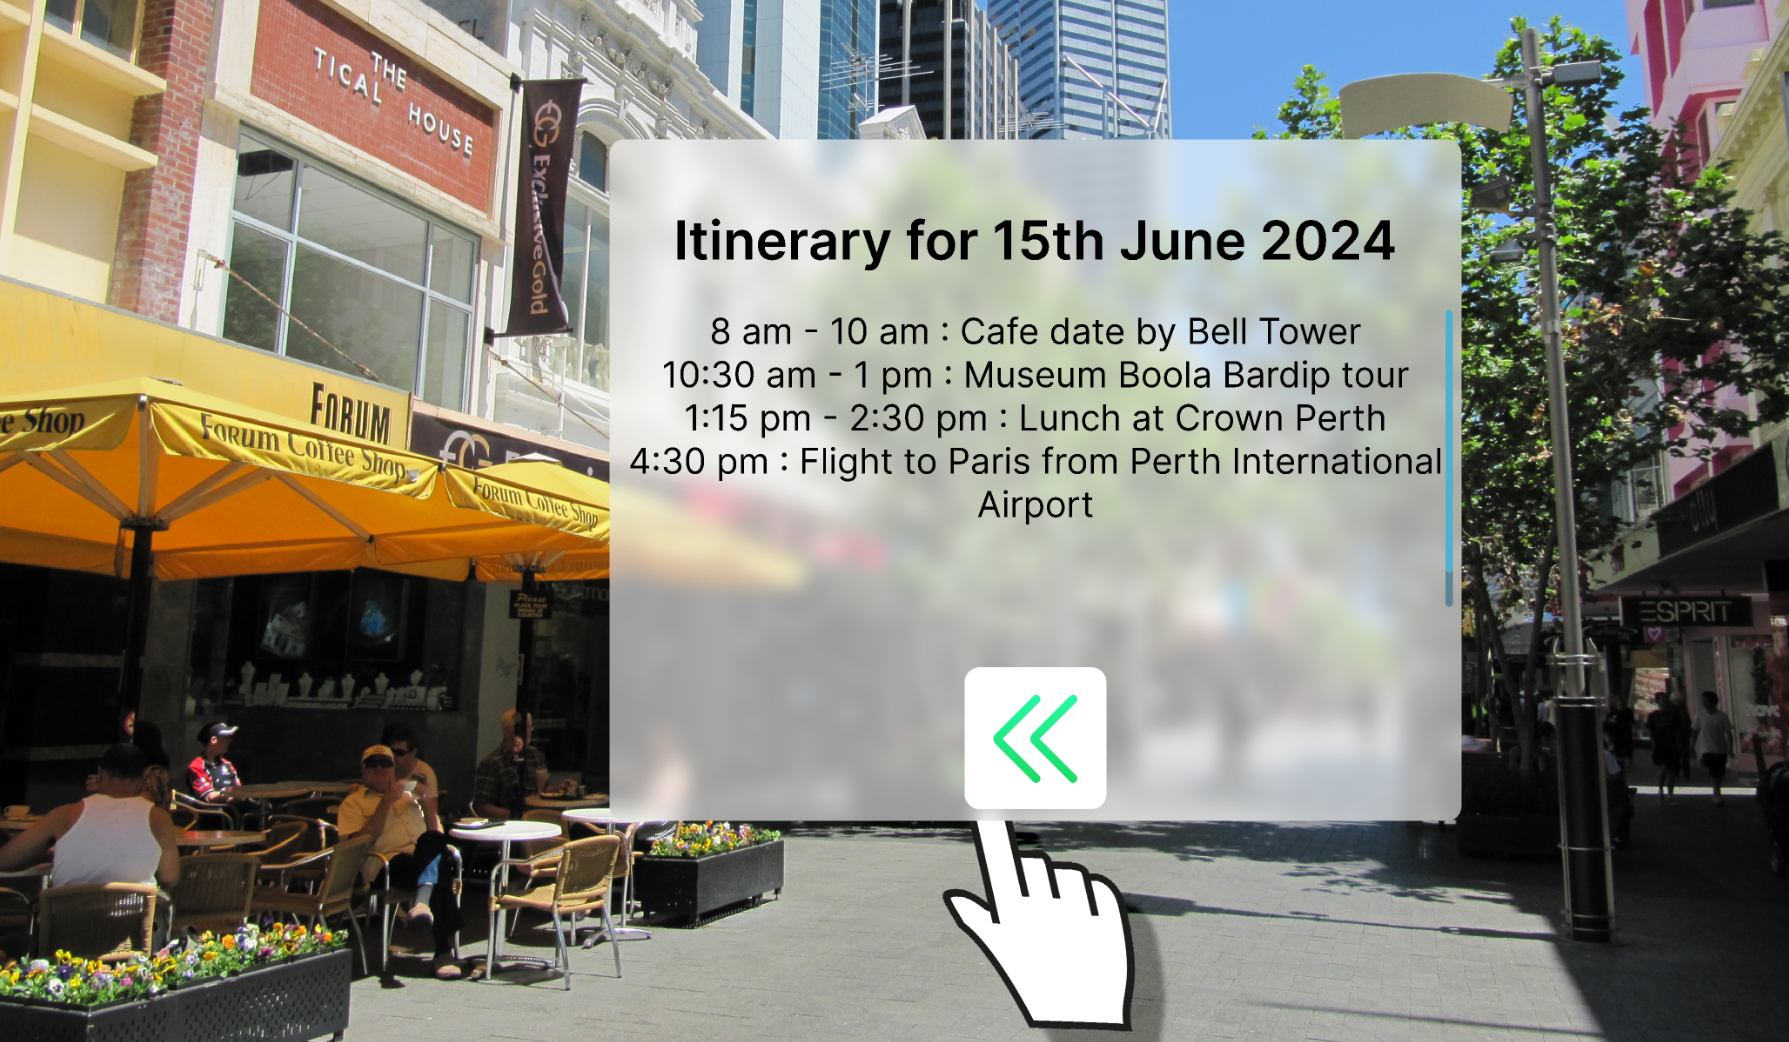 THE
TICAL HOUSE
Exclusive Gold
Itinerary for 15th June 2024
8 am - 10 am : Cafe date by Bell Tower
10:30 am - 1 pm : Museum Boola Bardip tour
1:15 pm - 2:30 pm : Lunch at Crown Perth
4:30 pm : Flight to Paris from Perth International
Airport
FORUM
ee Shop
Forum Coffee Shop
Forum Coffee Shop
Please
ESPRIT